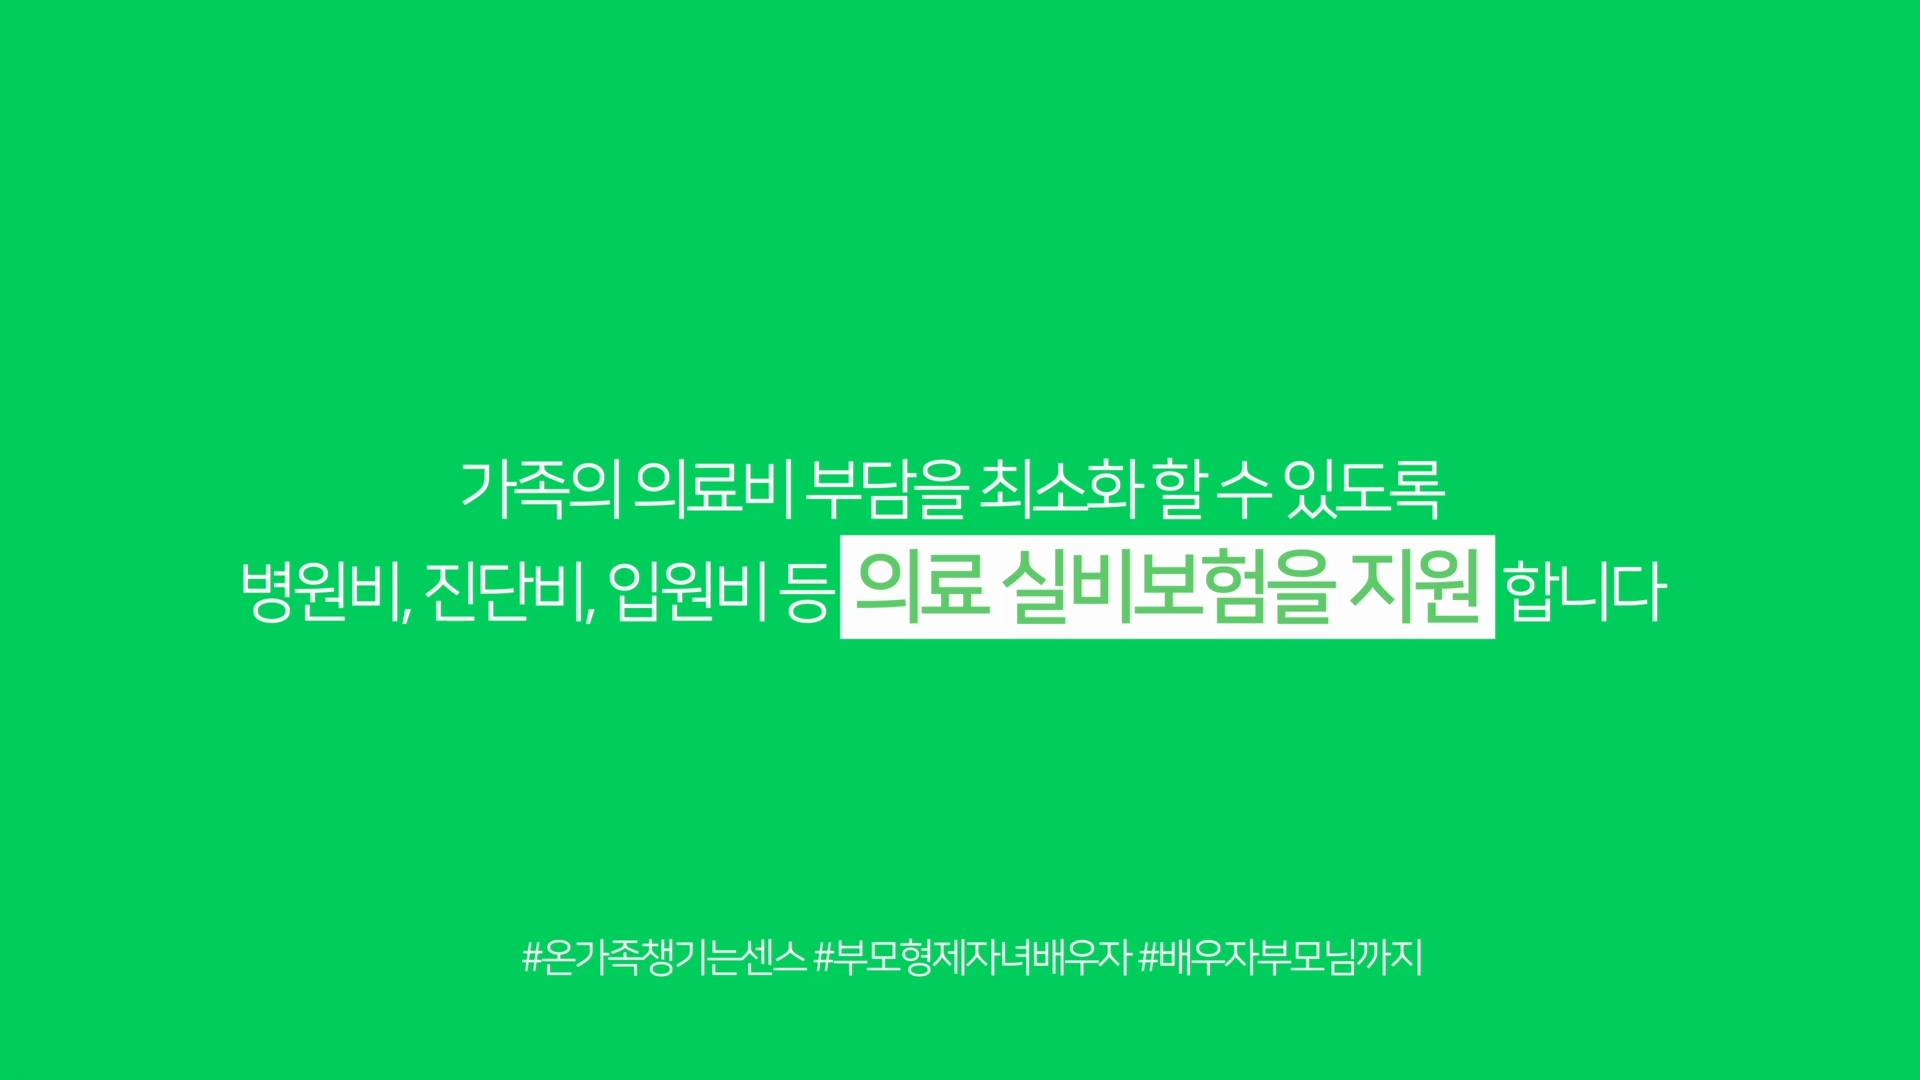 가족의 의료비 부담을 최소화 할 수 있도록
병원비, 진단비, 입원비 등 의료 실비보험을 지원 합니다
#온가족챙기는센스 #부모형제자녀배우자 #배우자부모님까지